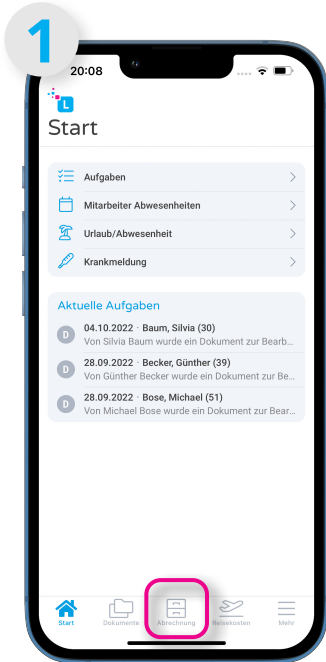 1
20:08
L
Start
Aufgaben
Mitarbeiter Abwesenheiten
Urlaub/Abwesenheit
Krankmeldung
Aktuelle Aufgaben
D
04.10.2022 · Baum, Silvia (30)
Von Silvia Baum wurde ein Dokument zur Bearb...
D
28.09.2022 · Becker, Günther (39)
Von Günther Becker wurde ein Dokument zur Be...
D
28.09.2022 · Bose, Michael (51)
Von Michael Bose wurde ein Dokument zur Bear...
Start Dokumente Abrechnung Reisekosten Mehr